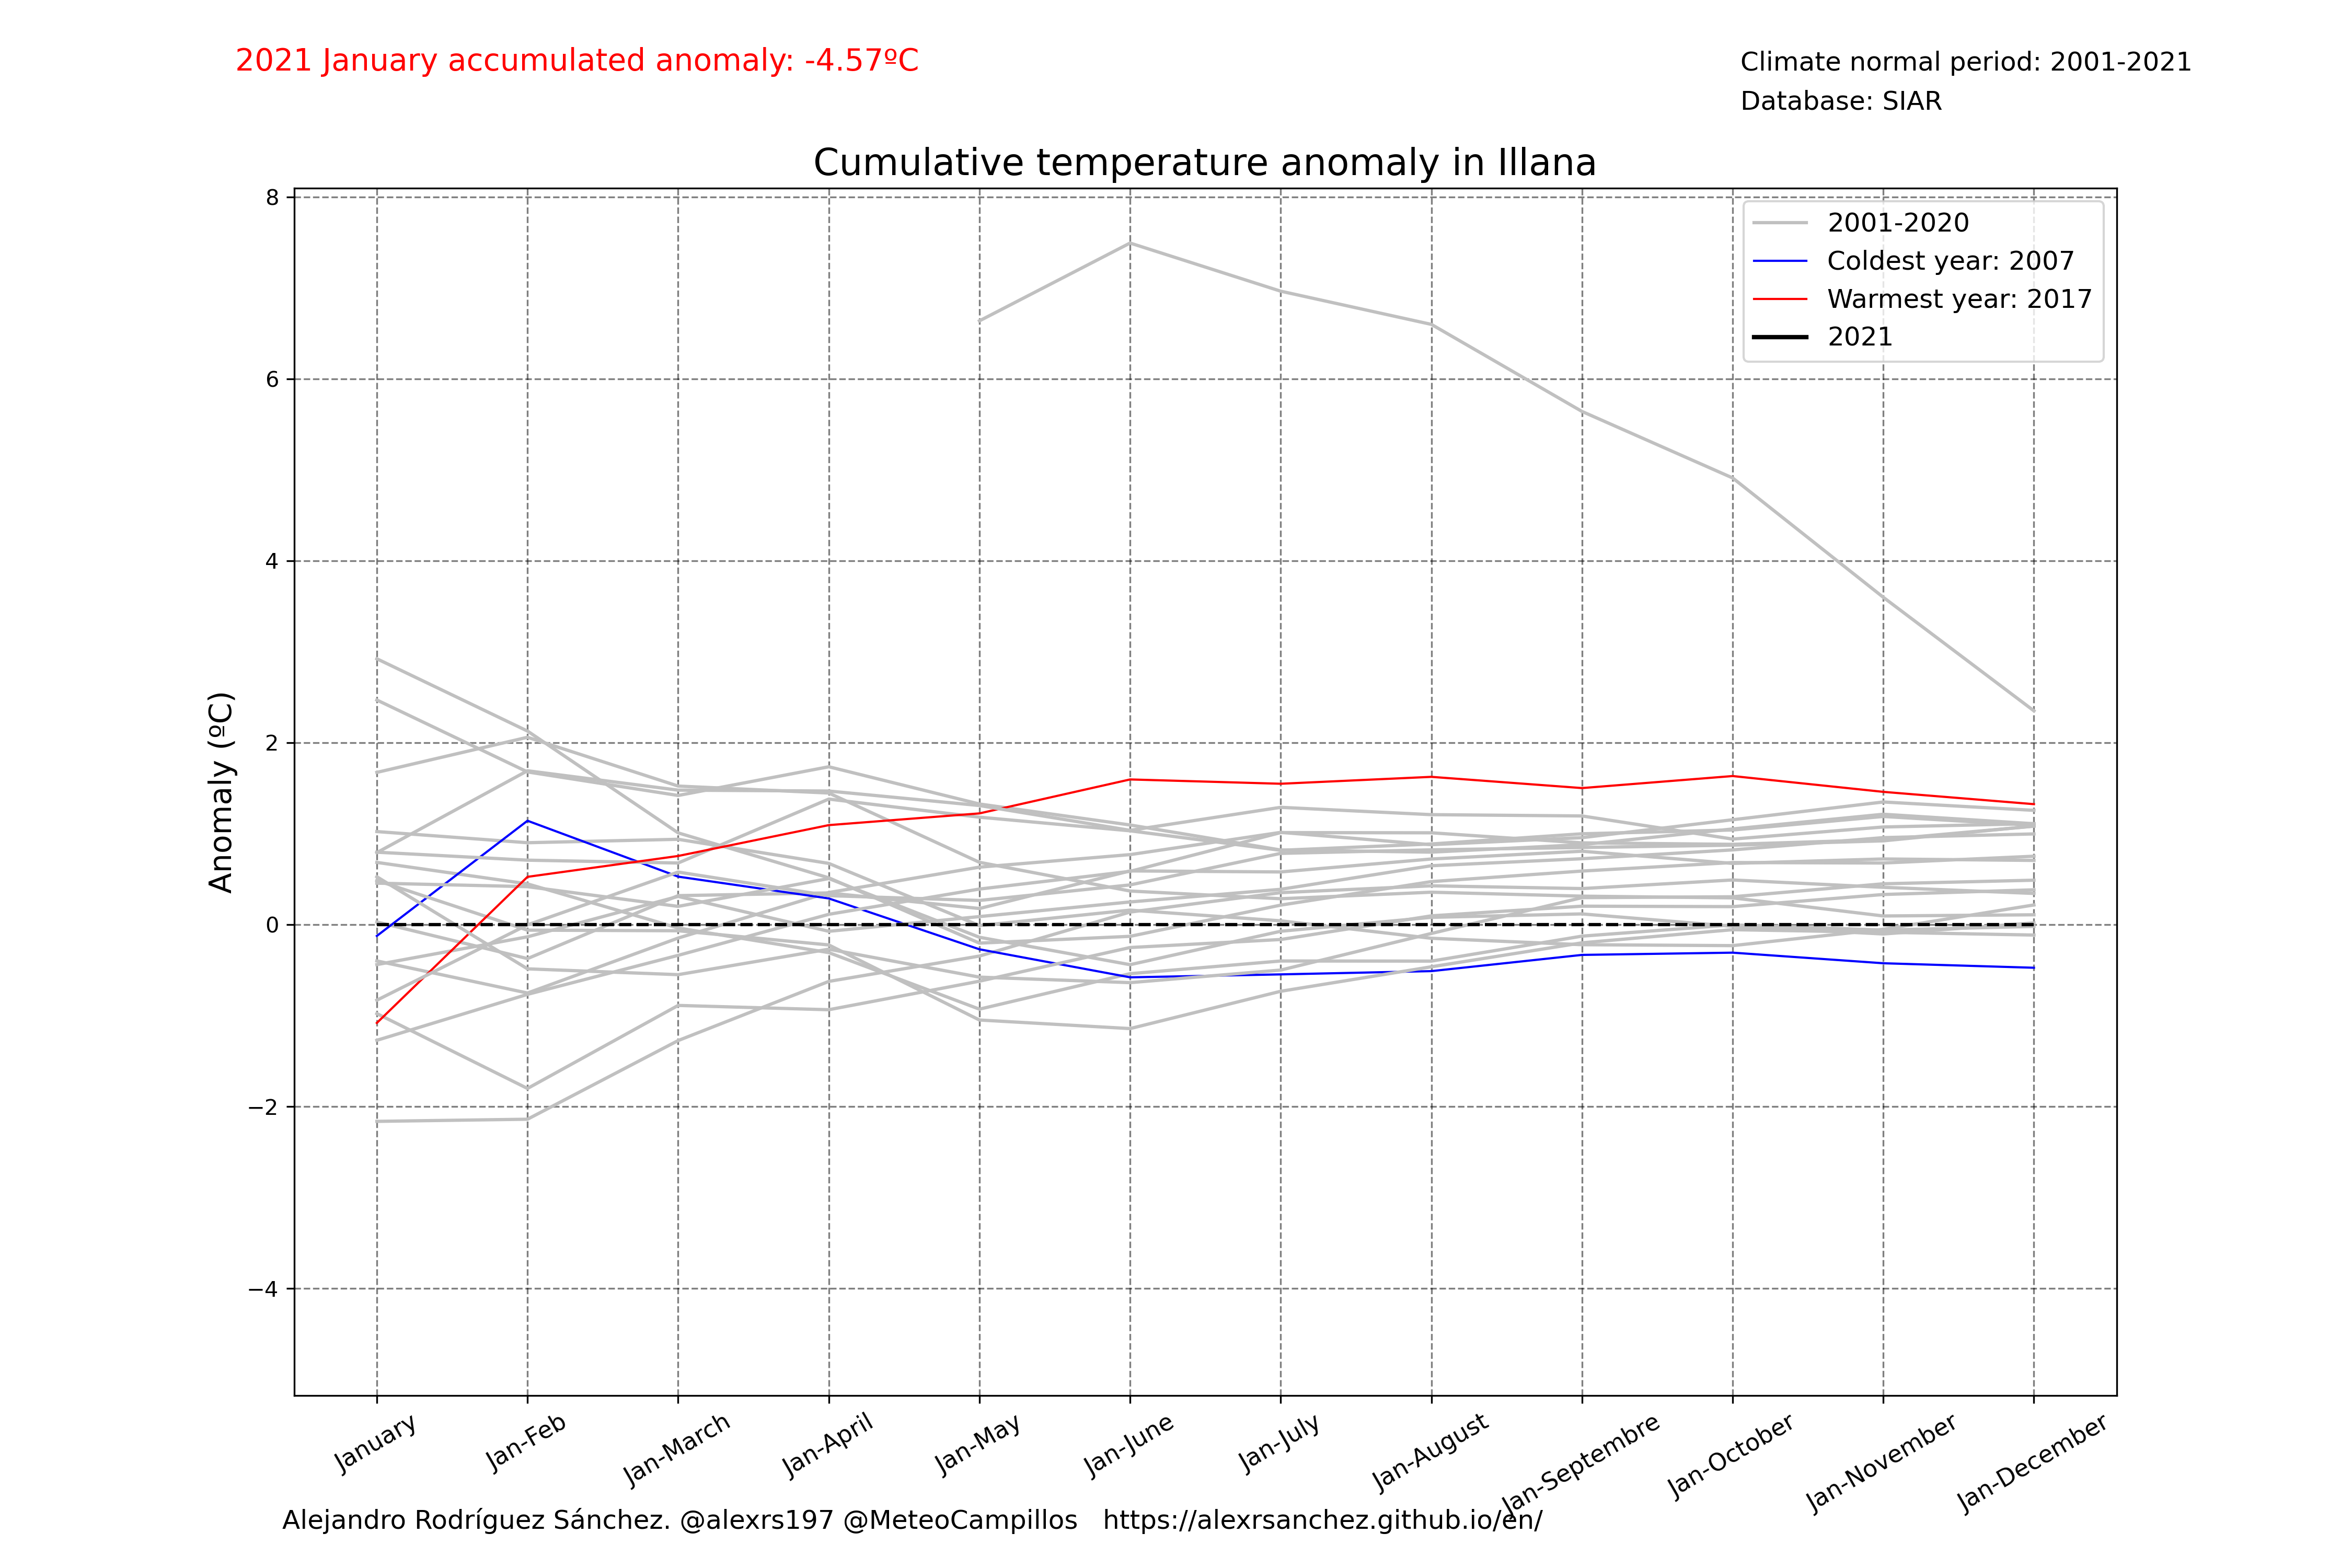 2021 January accumulated anomaly: -4.57ºC
Climate normal period: 2001-2021
Database: SIAR
Cumulative temperature anomaly in Illana
8
6
4
2
0
−2
−4
Anomaly (ºC)
2001-2020
Coldest year: 2007
Warmest year: 2017
2021
January
Jan-Feb
Jan-March
Jan-April
Jan-May
Jan-June
Jan-July
Jan-August
Jan-Septembre
Jan-October
Jan-November
Jan-December
Alejandro Rodríguez Sánchez. @alexrs197 @MeteoCampillos   https://alexrsanchez.github.io/en/